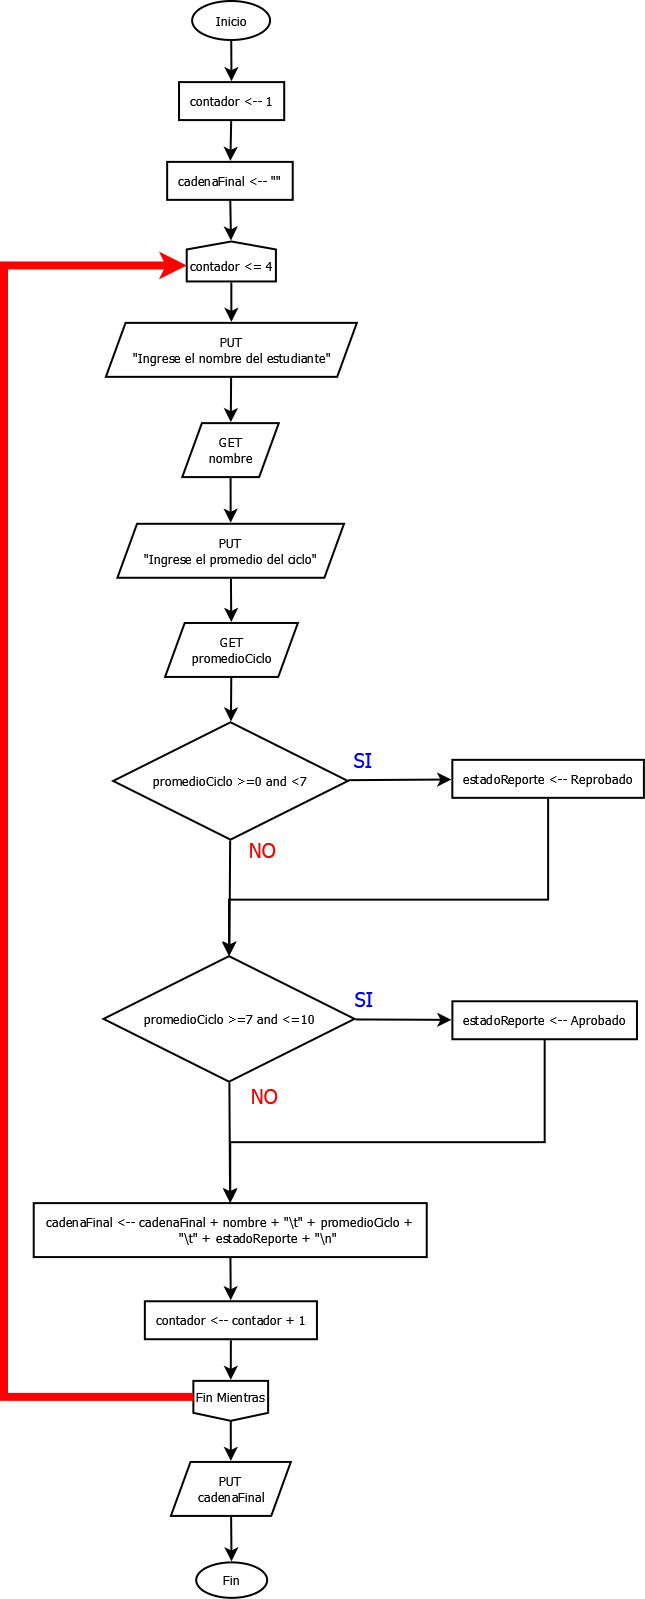 Inicio
contador <-- 1
cadenaFinal <-- ""
contador <= 4
PUT
"Ingrese el nombre del estudiante"
GET
nombre
PUT
"Ingrese el promedio del ciclo"
GET
promedioCiclo
promedioCiclo >=0 and <7
SI
estadoReporte <-- Reprobado
NO
promedioCiclo >=7 and <=10
SI
estadoReporte <-- Aprobado
NO
cadenaFinal <-- cadenaFinal + nombre + "\t" + promedioCiclo +
"\t" + estadoReporte + "\n"
contador <-- contador + 1
Fin Mientras
PUT
cadenaFinal
Fin